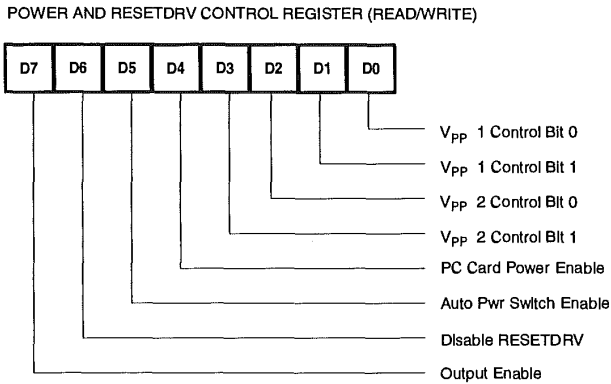 POWER AND RESETDRV CONTROL REGISTER (READ/WRITE)
D7 D6 D5 D4 D3 D2 D1 D0
VPP 1 Control Bit 0
VPP 1 Control Bit 1
VPP 2 Control Bit 0
VPP 2 Control Bit 1
PC Card Power Enable
Auto Pwr Switch Enable
Disable RESETDRV
Output Enable